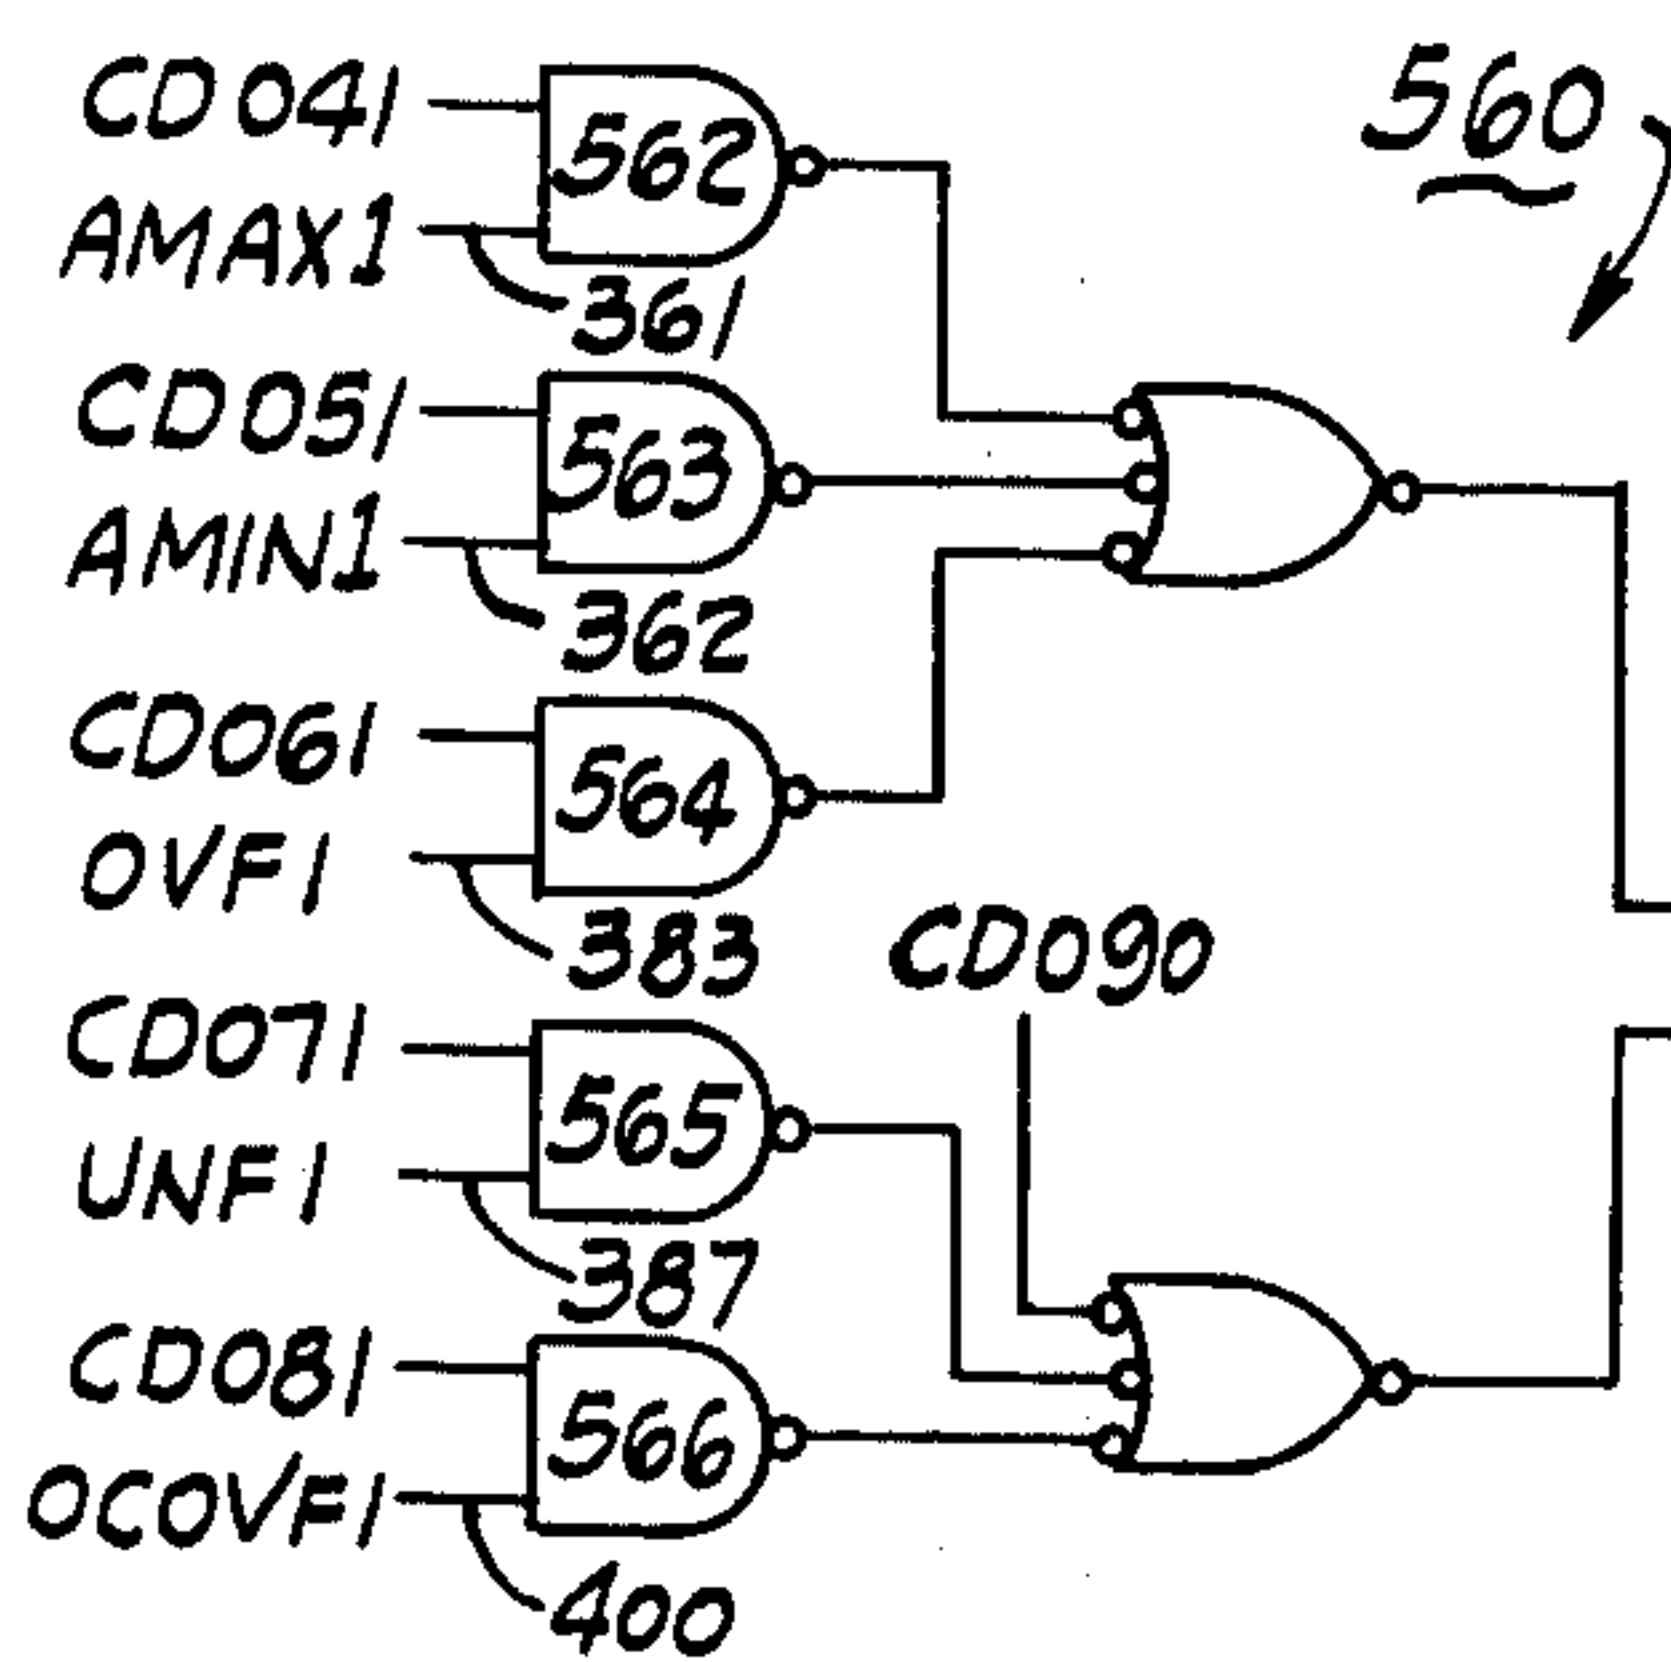 CD041
562
560
AMAX1
361
CD051
563
AMIN1
362
CD061
564
OVF1
383
CD090
CD071
565
UNF1
387
CD081
566
OCOVF1
400